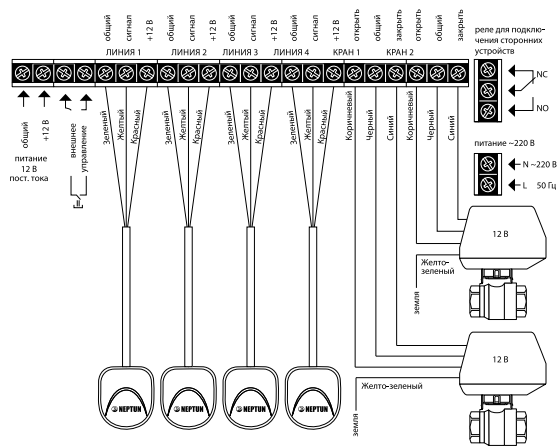 общий
сигнал
+12 В
общий
сигнал
+12 В
общий
сигнал
+12 В
общий
сигнал
+12 В
открыть
общий
закрыть
открыть
общий
закрыть
ЛИНИЯ 1
ЛИНИЯ 2
ЛИНИЯ 3
ЛИНИЯ 4
КРАН 1
КРАН 2
реле для подклю-
чения сторонних
устройств
NC
NO
общий
+12 В
питание
12 В
пост. тока
внешнее
управление
Зеленый
Желтый
Красный
Зеленый
Желтый
Красный
Зеленый
Желтый
Красный
Зеленый
Желтый
Красный
Коричневый
Черный
Синий
Коричневый
Черный
Синий
питание ~220 В
N ~220 В
L 50 Гц
12 В
Желто-
зеленый
земля
12 В
Желто-зеленый
земля
NEPTUN
NEPTUN
NEPTUN
NEPTUN